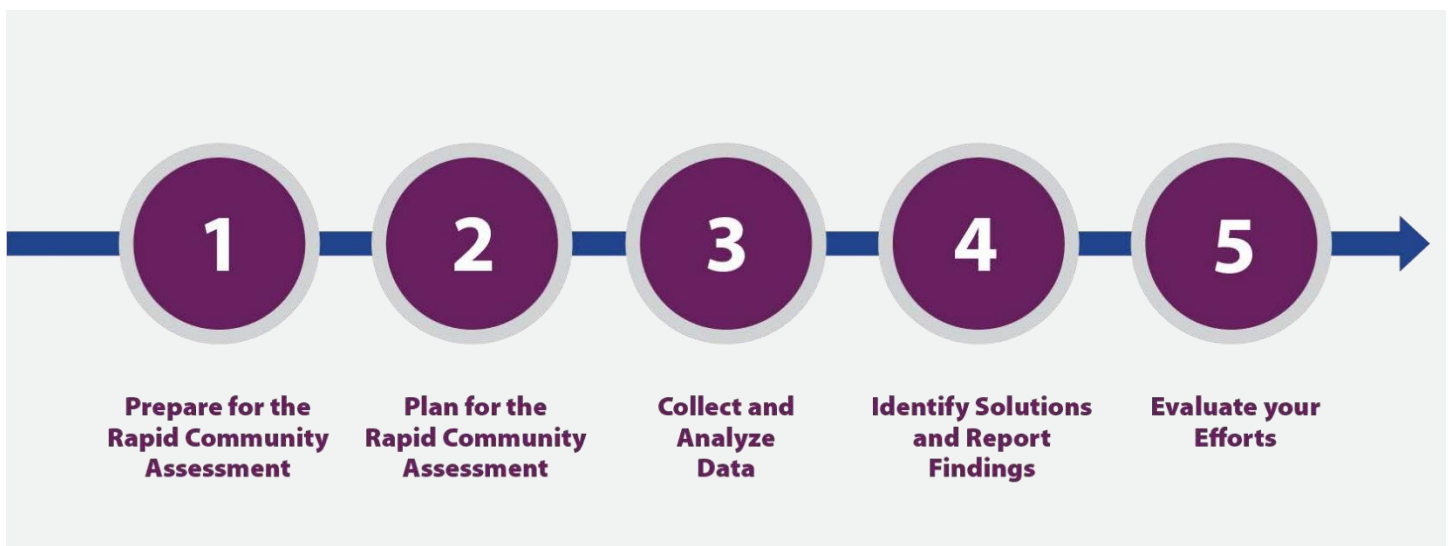 1
2
3
4
5
Prepare for the
Rapid Community
Assessment
Plan for the
Rapid Community
Assessment
Collect and
Analyze
Data
Identify Solutions
and Report
Findings
Evaluate your
Efforts